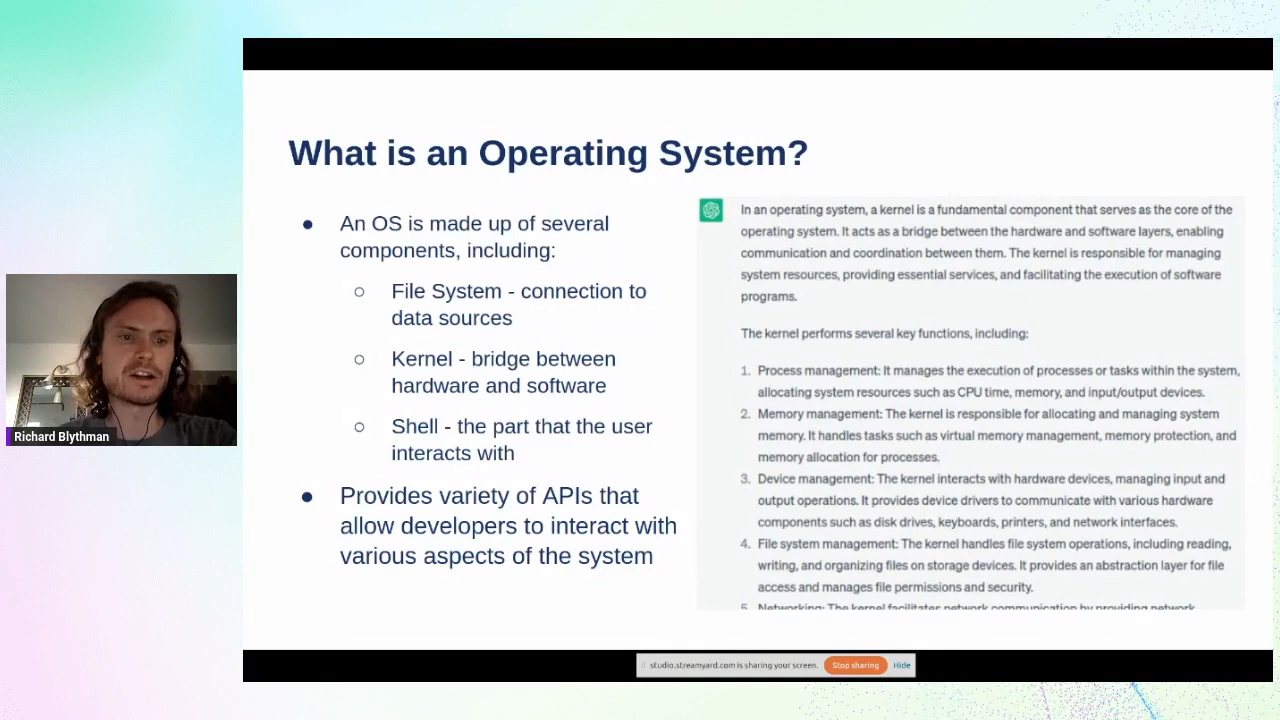 What is an Operating System?
● An OS is made up of several
components, including:
○ File System - connection to
data sources
○ Kernel - bridge between
hardware and software
○ Shell - the part that the user
interacts with
● Provides variety of APIs that
allow developers to interact with
various aspects of the system
In an operating system, a kernel is a fundamental component that serves as the core of the
operating system. It acts as a bridge between the hardware and software layers, enabling
communication and coordination between them. The kernel is responsible for managing
system resources, providing essential services, and facilitating the execution of software
programs.
The kernel performs several key functions, including:
1. Process management: It manages the execution of processes or tasks within the system,
allocating system resources such as CPU time, memory, and input/output devices.
2. Memory management: The kernel is responsible for allocating and managing system
memory. It handles tasks such as virtual memory management, memory protection, and
memory allocation for processes.
3. Device management: The kernel interacts with hardware devices, managing input and
output operations. It provides device drivers to communicate with various hardware
components such as disk drives, keyboards, printers, and network interfaces.
4. File system management: The kernel handles file system operations, including reading,
writing, and organizing files on storage devices. It provides an abstraction layer for file
access and manages file permissions and security.
5. Networking: The kernel facilitates network communication by providing network
Richard Blythman
studio.streamyard.com is sharing your screen. Stop sharing Hide